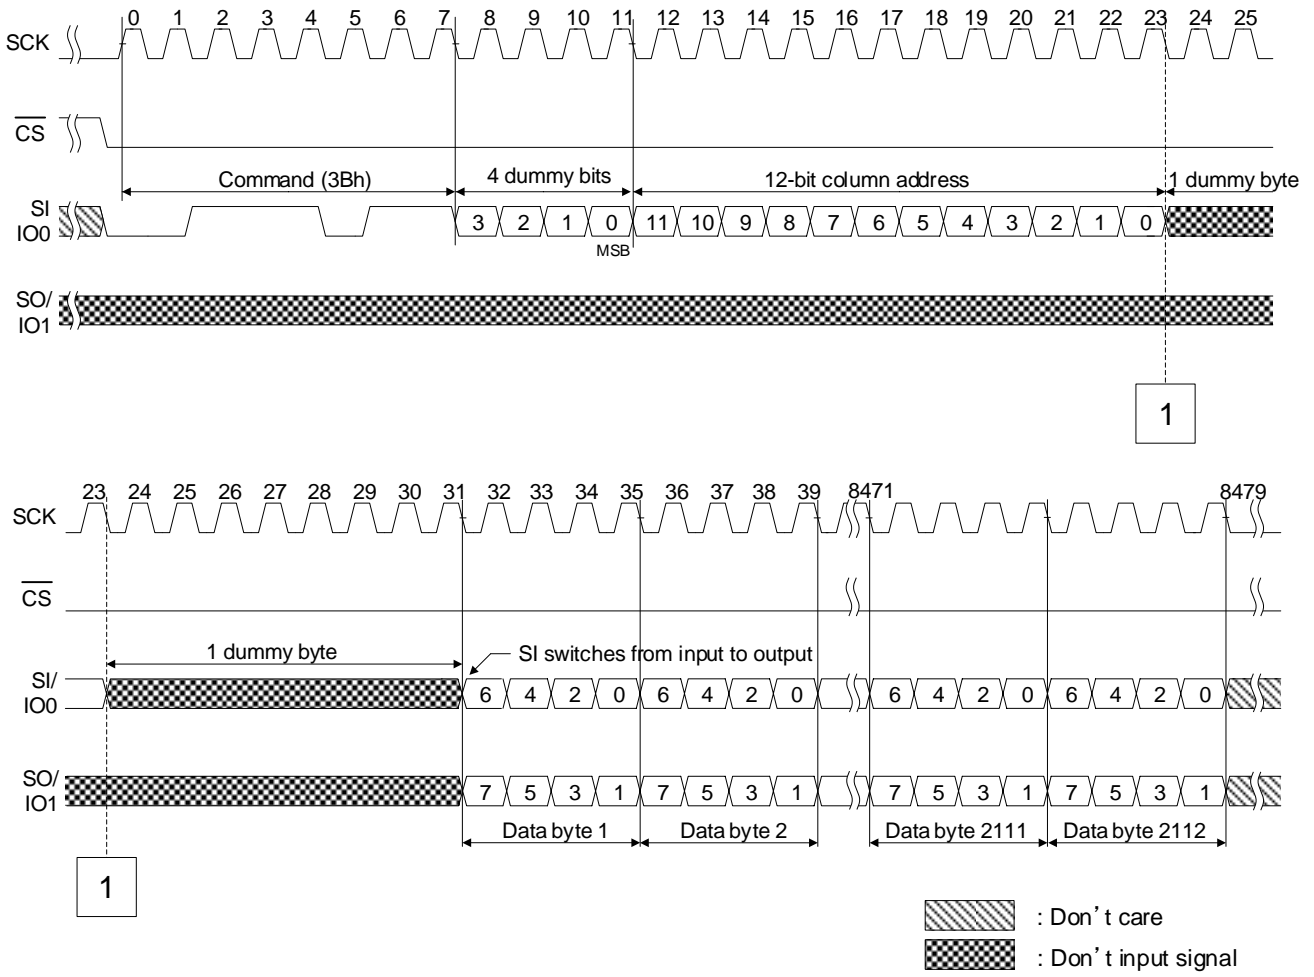 0 1 2 3 4 5 6 7 8 9 10 11 12 13 14 15 16 17 18 19 20 21 22 23 24 25
SCK
CS
Command (3Bh) 4 dummy bits 12-bit column address 1 dummy byte
SI
IO0
3 2 1 0 11 10 9 8 7 6 5 4 3 2 1 0
MSB
SO/
IO1
1
23 24 25 26 27 28 29 30 31 32 33 34 35 36 37 38 39 8471 8479
SCK
CS
1 dummy byte SI switches from input to output
SI/
IO0
6 4 2 0 6 4 2 0 6 4 2 0 6 4 2 0
SO/
IO1
7 5 3 1 7 5 3 1 7 5 3 1 7 5 3 1
Data byte 1 Data byte 2 Data byte 2111 Data byte 2112
1
: Don’t care
: Don’t input signal